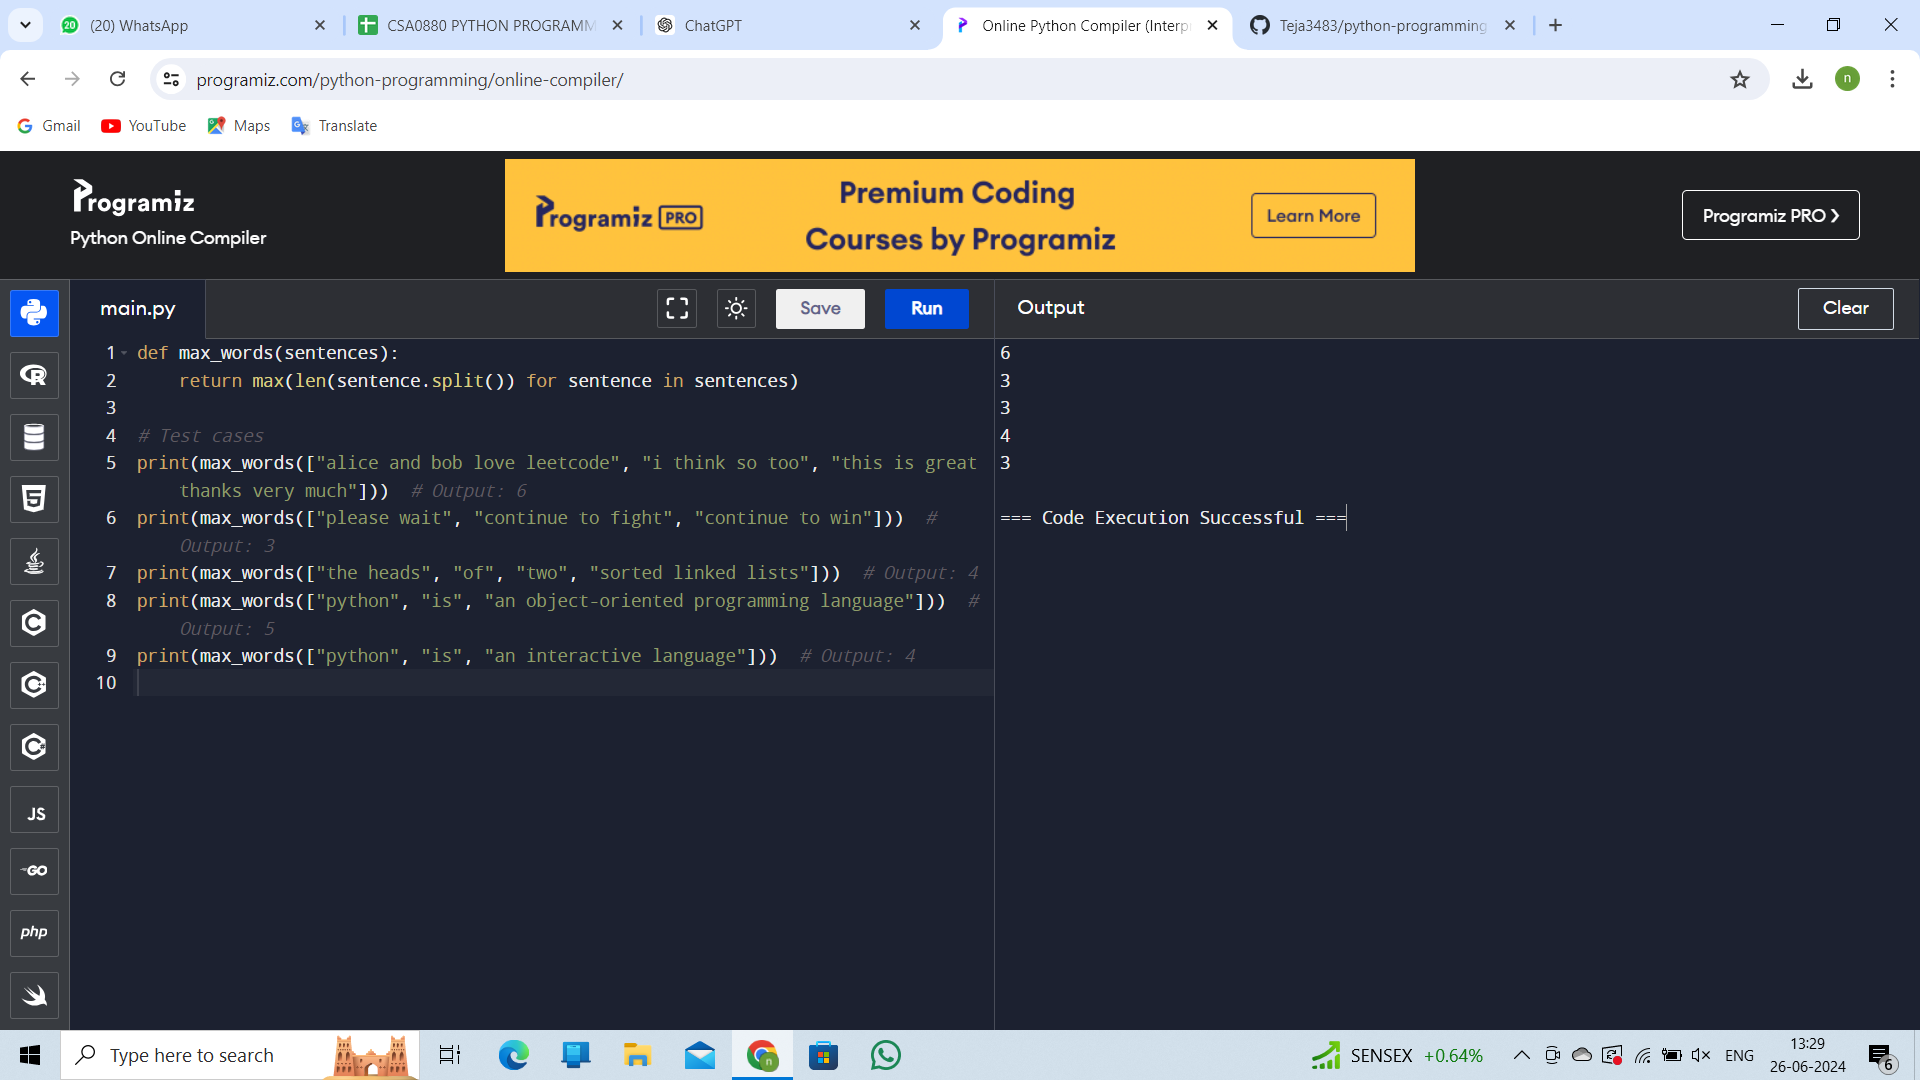 (20) WhatsApp
CSA0880 PYTHON PROGRAMM
ChatGPT
Online Python Compiler (Interp
Teja3483/python-programming
programiz.com/python-programming/online-compiler/
n
Gmail
YouTube
Maps
Translate
Programiz
Python Online Compiler
Programiz PRO
Premium Coding
Courses by Programiz
Learn More
Programiz PRO
main.py
Save
Run
Output
Clear
1 def max_words(sentences):
2 return max(len(sentence.split()) for sentence in sentences)
3
4 # Test cases
5 print(max_words(["alice and bob love leetcode", "i think so too", "this is great
thanks very much"])) # Output: 6
6 print(max_words(["please wait", "continue to fight", "continue to win"])) #
Output: 3
7 print(max_words(["the heads", "of", "two", "sorted linked lists"])) # Output: 4
8 print(max_words(["python", "is", "an object-oriented programming language"])) #
Output: 5
9 print(max_words(["python", "is", "an interactive language"])) # Output: 4
10
6
3
3
4
3
=== Code Execution Successful ===
JS
GO
php
Type here to search
SENSEX +0.64%
ENG
13:29
26-06-2024
6